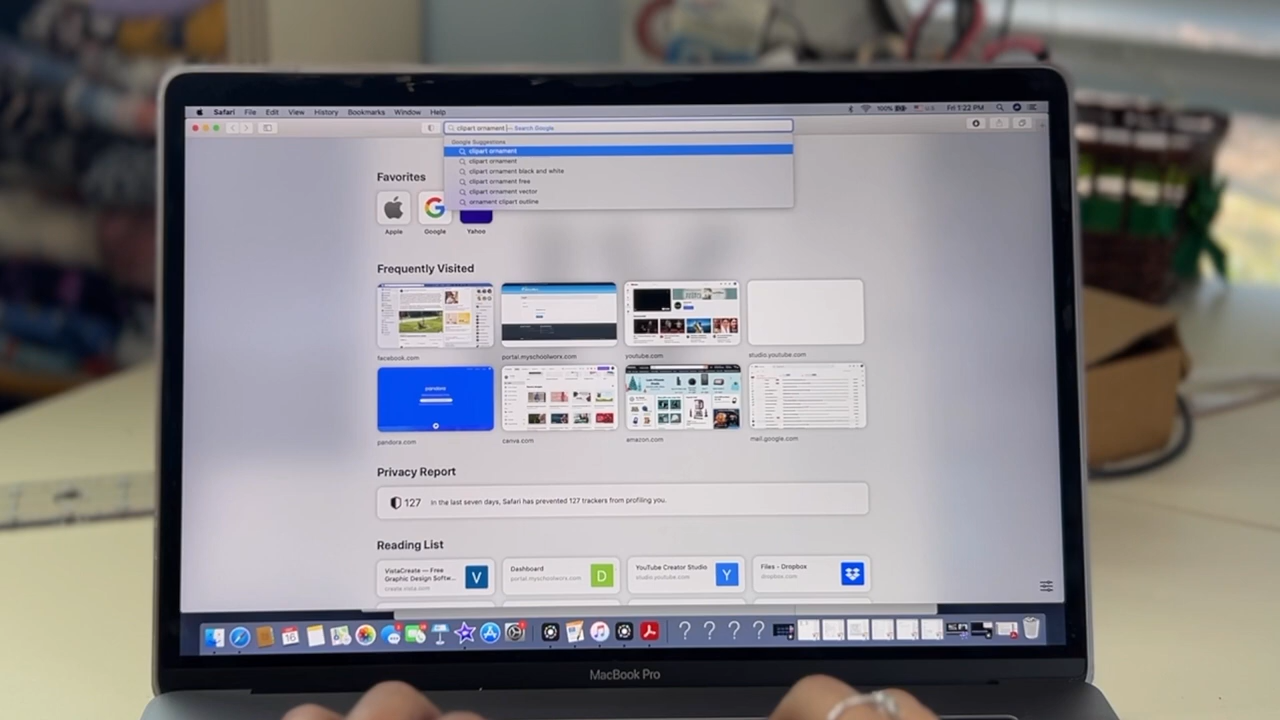 Safari File Edit View History Bookmarks Window Help
100% U.S. Fri 1:22 PM
clipart ornament — Search Google
Google Suggestions
clipart ornament
clipart ornament
clipart ornament black and white
clipart ornament free
clipart ornament vector
ornament clipart outline
Favorites
Apple Google Yahoo
Frequently Visited
facebook.com portal.myschoolworx.com youtube.com studio.youtube.com
pandora
pandora.com canva.com amazon.com mail.google.com
Privacy Report
127 In the last seven days, Safari has prevented 127 trackers from profiling you.
Reading List
VistaCreate — Free
Graphic Design Softw...
create.vista.com
V
Dashboard
portal.myschoolworx.com
D
YouTube Creator Studio
studio.youtube.com
Y
Files - Dropbox
dropbox.com
16
? ? ? ?
MacBook Pro